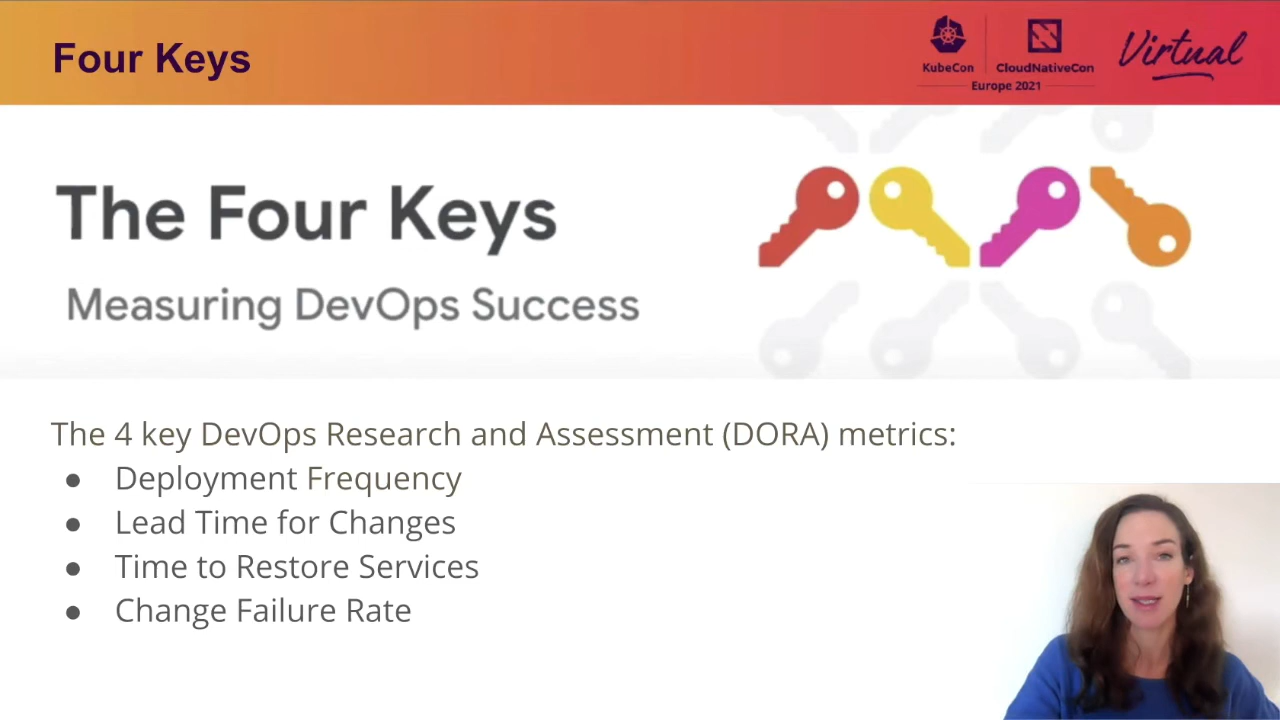 Four Keys
KubeCon
CloudNativeCon
Europe 2021
Virtual
The Four Keys
Measuring DevOps Success
The 4 key DevOps Research and Assessment (DORA) metrics:
● Deployment Frequency
● Lead Time for Changes
● Time to Restore Services
● Change Failure Rate